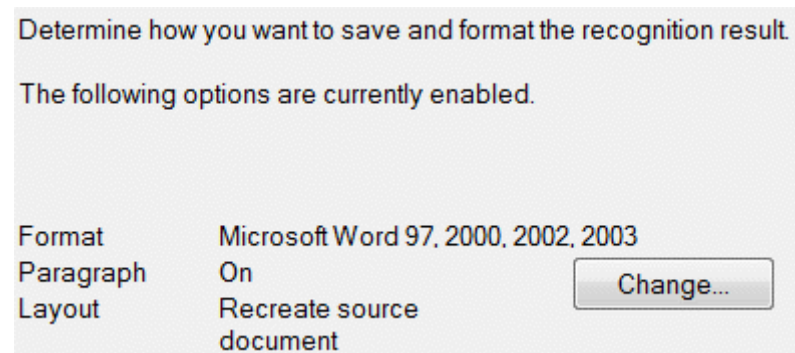 Determine how you want to save and format the recognition result.
The following options are currently enabled.
Format Microsoft Word 97, 2000, 2002, 2003
Paragraph On
Change...
Layout Recreate source
document